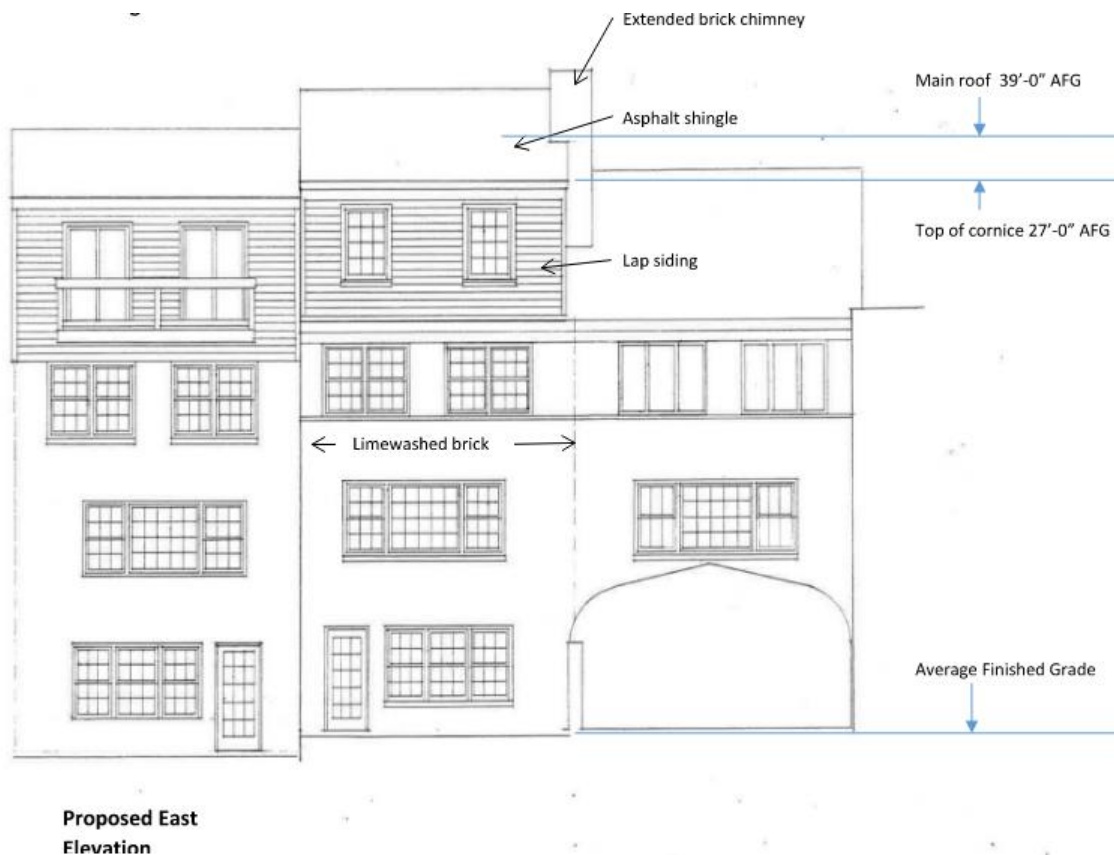 Extended brick chimney
Main roof 39'-0" AFG
Asphalt shingle
Top of cornice 27'-0" AFG
Lap siding
Limewashed brick
Average Finished Grade
Proposed East
Elevation